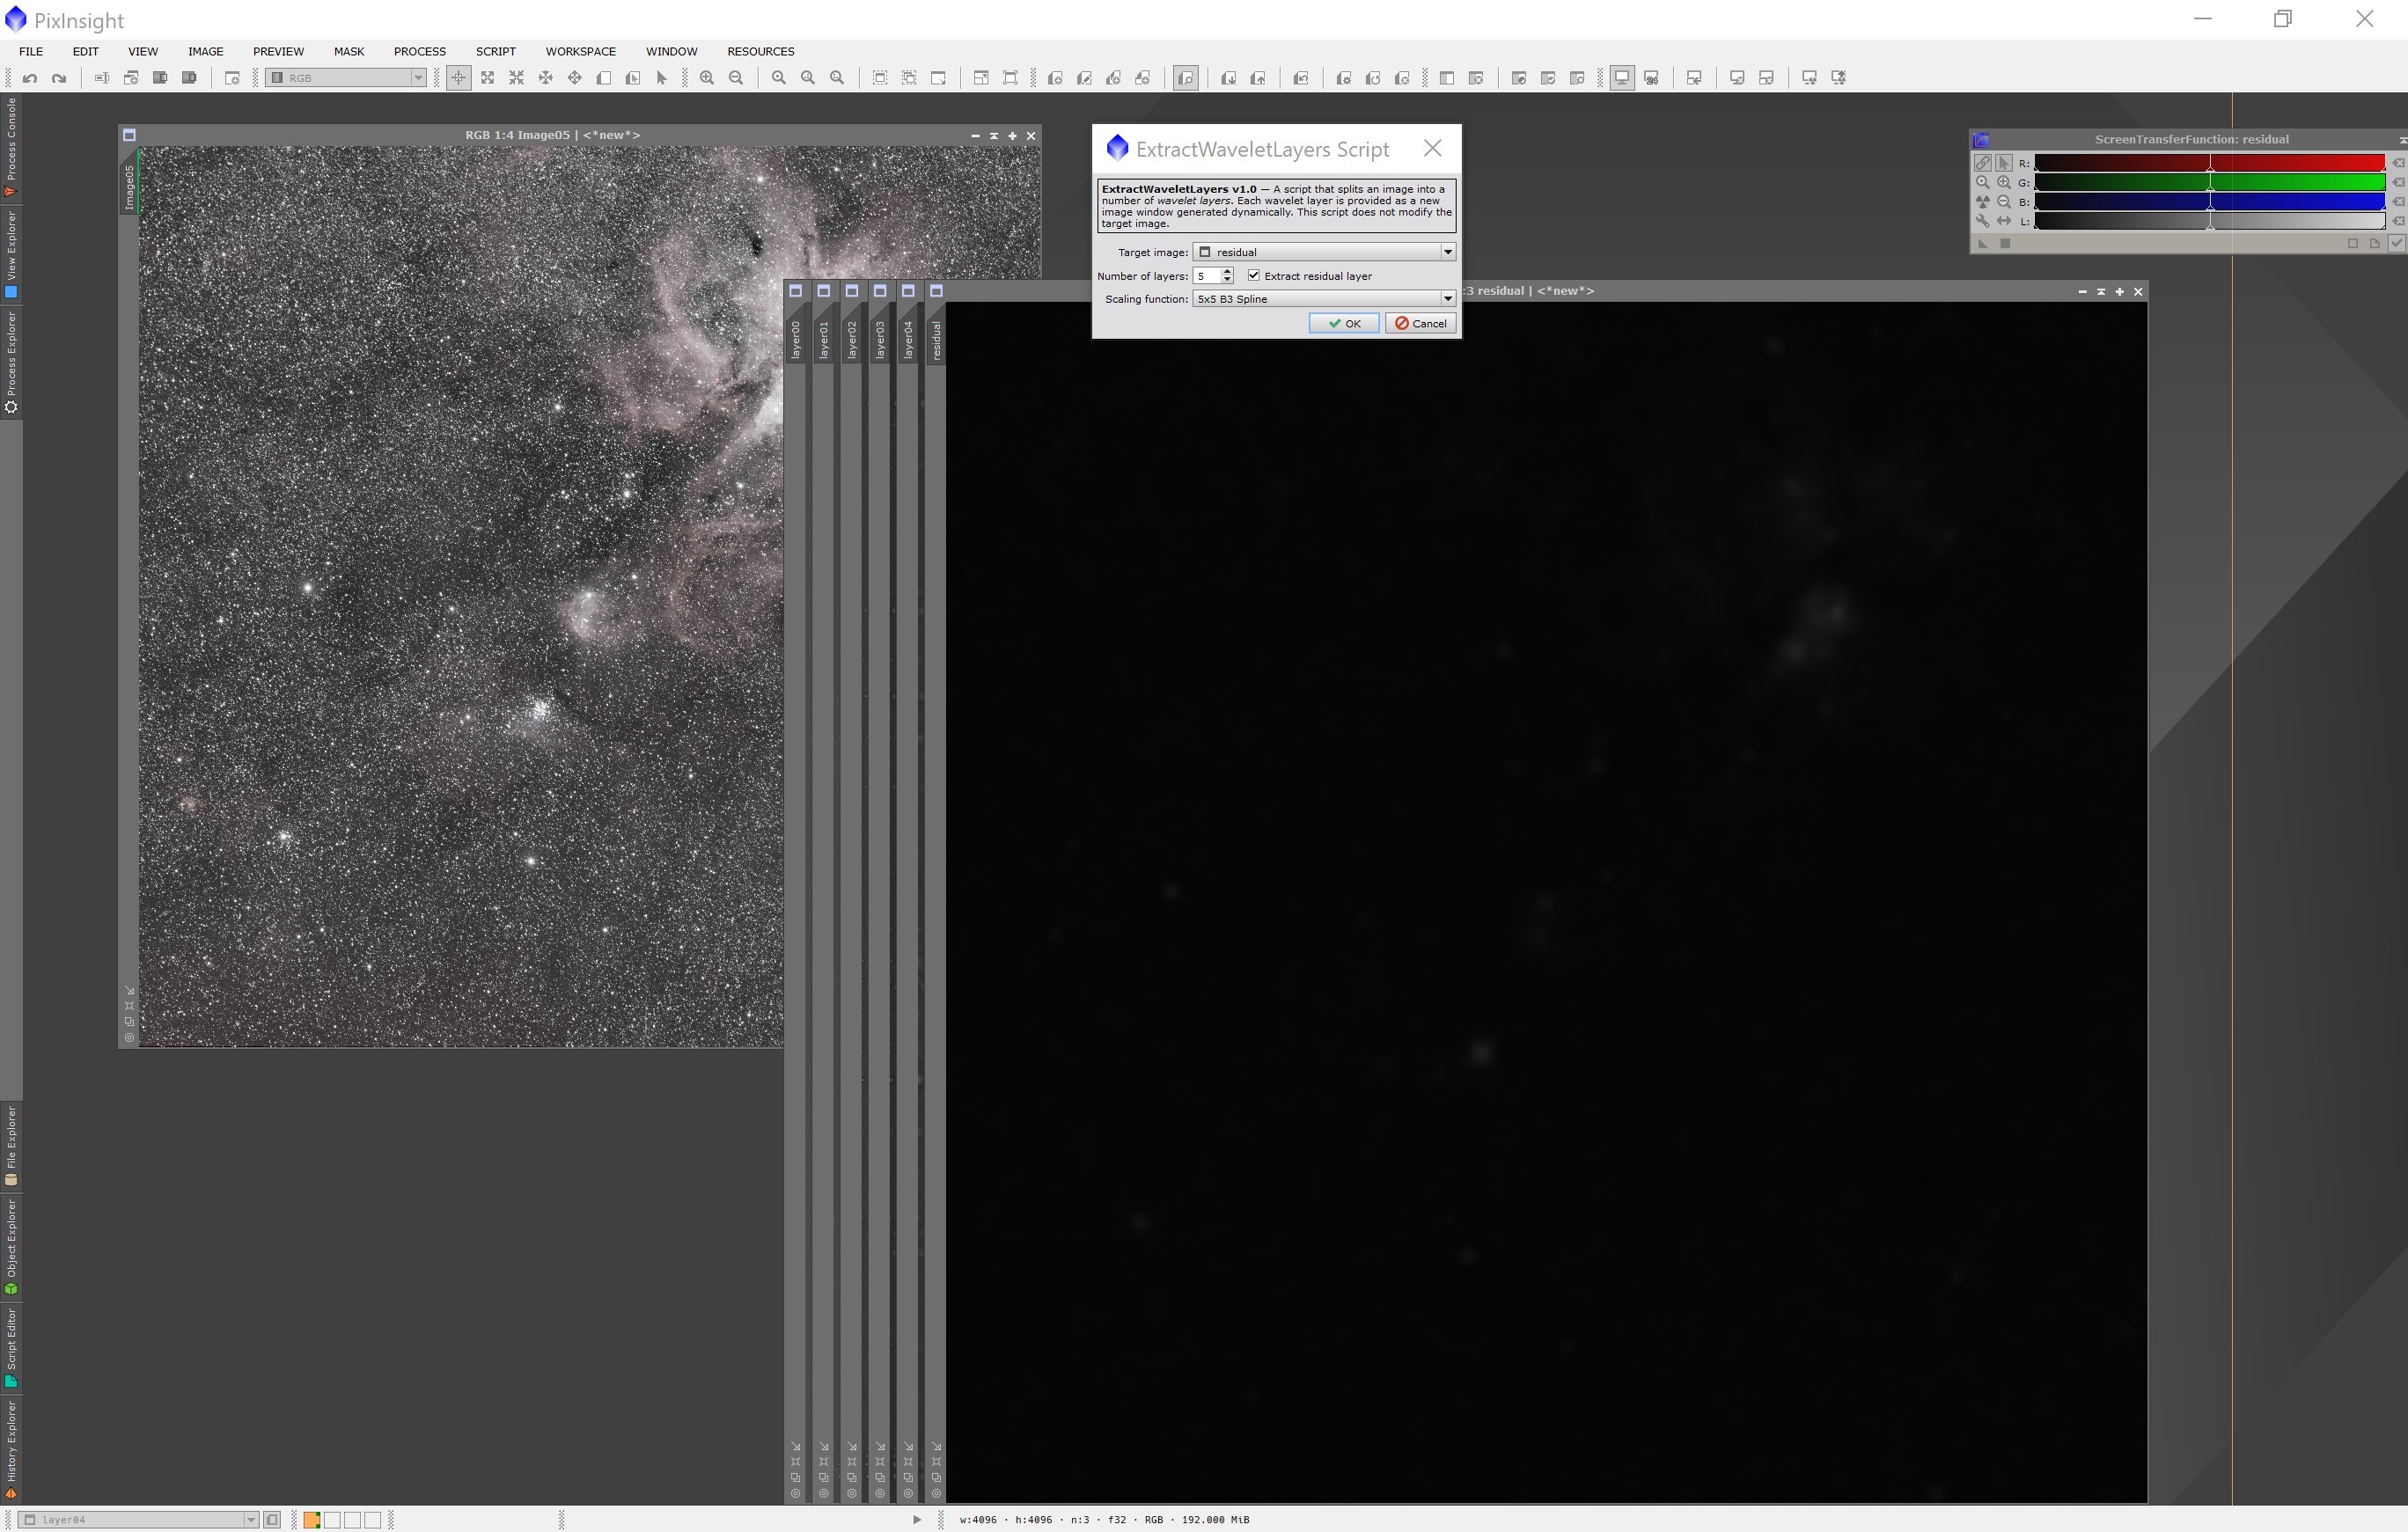 PixInsight
FILE EDIT VIEW IMAGE PREVIEW MASK PROCESS SCRIPT WORKSPACE WINDOW RESOURCES
RGB
Process Console
View Explorer
Process Explorer
File Explorer
Object Explorer
Script Editor
History Explorer
RGB 1:4 Image05 | <*new*>
Image05
ExtractWaveletLayers Script
ExtractWaveletLayers v1.0 — A script that splits an image into a
number of wavelet layers. Each wavelet layer is provided as a new
image window generated dynamically. This script does not modify the
target image.
Target image: residual
Number of layers: 5 Extract residual layer
Scaling function: 5x5 B3 Spline
OK Cancel
ScreenTransferFunction: residual
R:
G:
B:
L:
:3 residual | <*new*>
layer00
layer01
layer02
layer03
layer04
residual
layer04
w:4096 · h:4096 · n:3 · f32 · RGB · 192.000 MiB